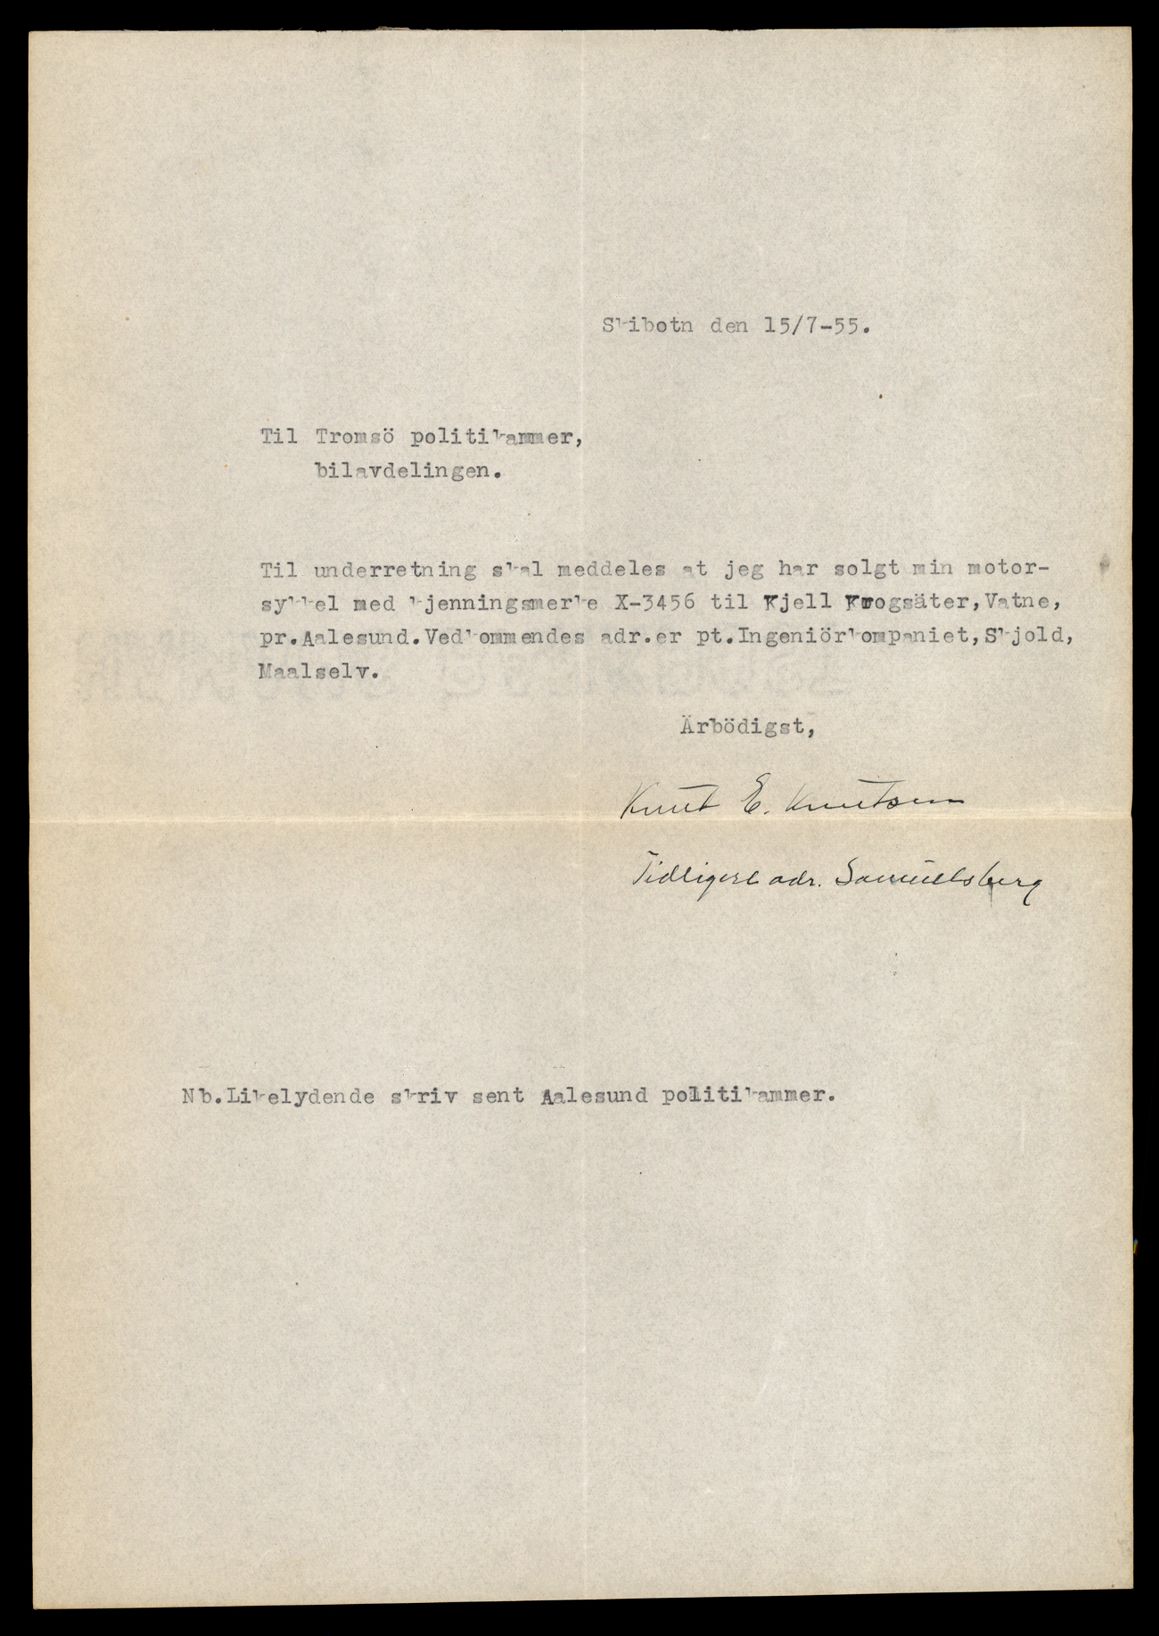 Skibotn den 15/7-55.
Til Tromsö politikammer,
bilavdelingen.
Til underretning skal meddeles at jeg har solgt min motor-
sykkel med kjenningsmerke X-3456 til Kjell Krogsäter,Vatne,
pr.Aalesund.Vedkommendes adr.er pt.Ingeniörkompaniet,Skjold,
Maalselv.
Ärbödigst,
Knut E. Knutsen
Tidligere adr. Samuelsberg
Nb.Likelydende skriv sent Aalesund politikammer.